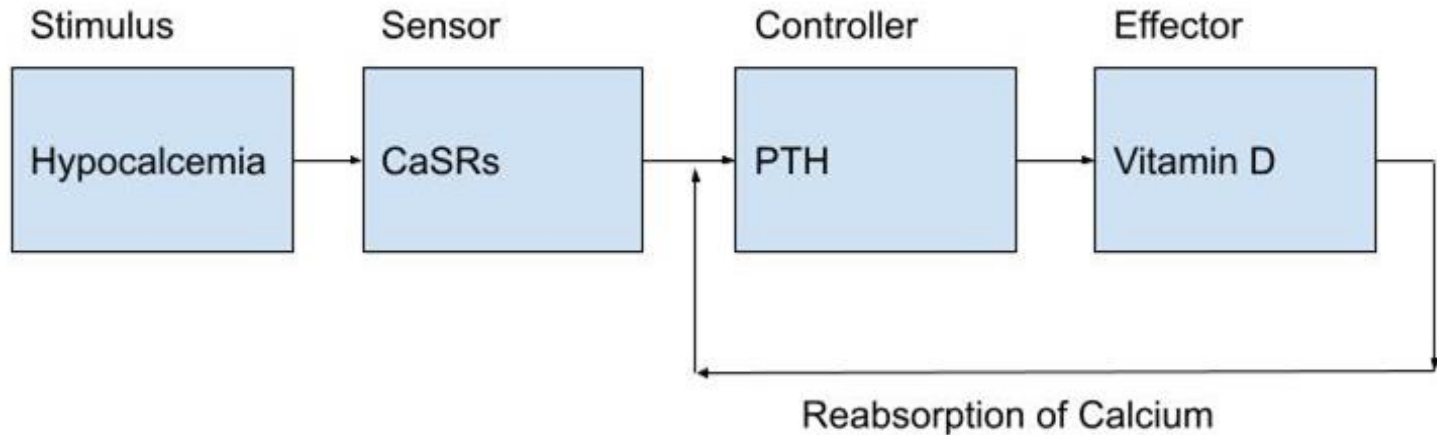 Stimulus
Sensor
Controller
Effector
Hypocalcemia
CaSRs
PTH
Vitamin D
Reabsorption of Calcium